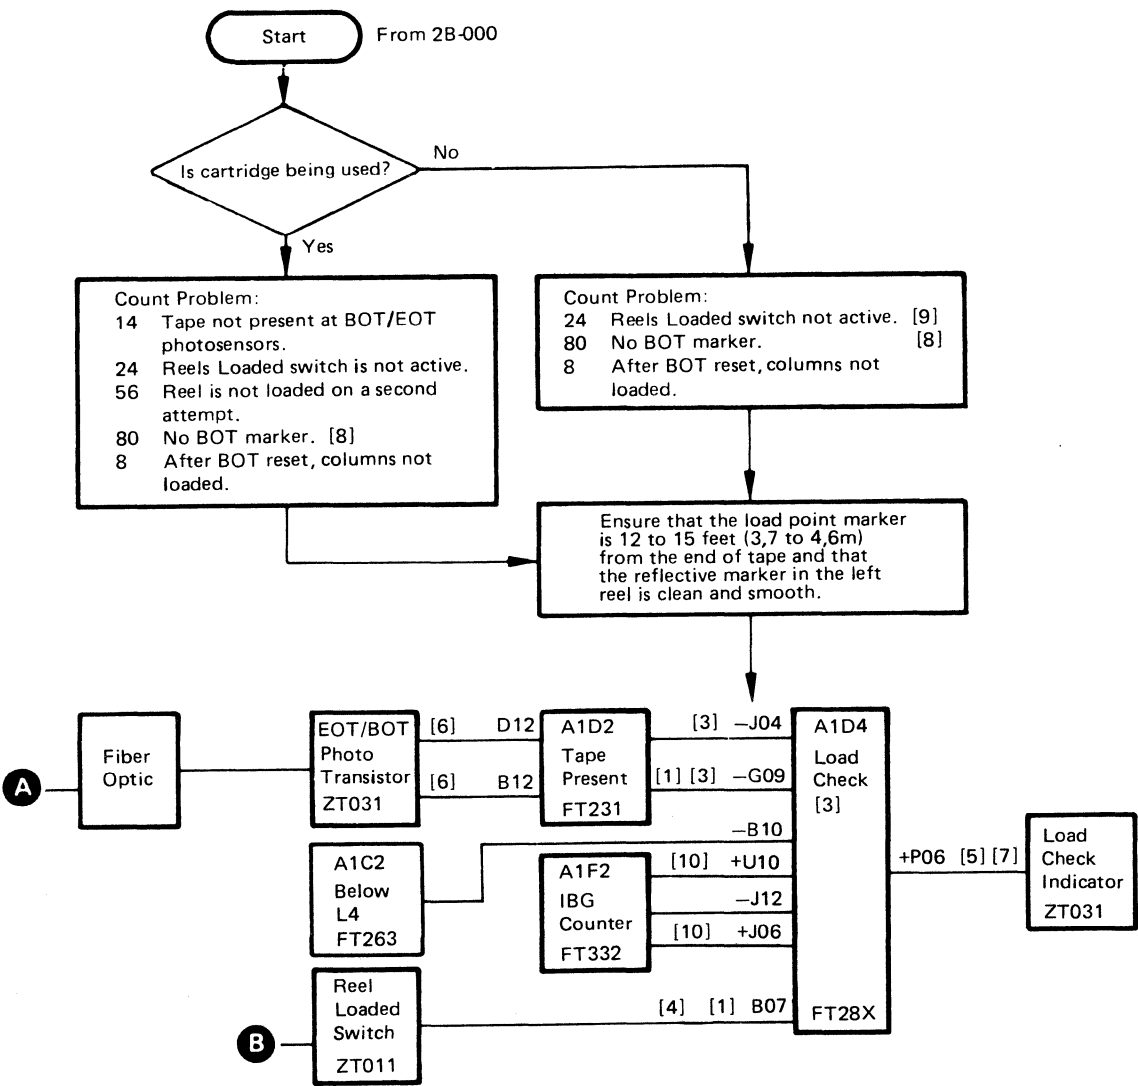 Start
From 2B-000
Is cartridge being used?
No
Yes
Count Problem:
14 Tape not present at BOT/EOT
photosensors.
24 Reels Loaded switch is not active.
56 Reel is not loaded on a second
attempt.
80 No BOT marker. [8]
8 After BOT reset, columns not
loaded.
Count Problem:
24 Reels Loaded switch not active. [9]
80 No BOT marker. [8]
8 After BOT reset, columns not
loaded.
Ensure that the load point marker
is 12 to 15 feet (3,7 to 4,6m)
from the end of tape and that
the reflective marker in the left
reel is clean and smooth.
A
Fiber
Optic
EOT/BOT
Photo
Transistor
ZT031
[6] D12
[6] B12
A1D2
Tape
Present
FT231
[3] —J04
[1] [3] —G09
—B10
A1C2
Below
L4
FT263
A1F2
IBG
Counter
FT332
[10] +U10
—J12
[10] +J06
B
Reel
Loaded
Switch
ZT011
[4] [1] B07
A1D4
Load
Check
[3]
FT28X
+P06 [5] [7]
Load
Check
Indicator
ZT031